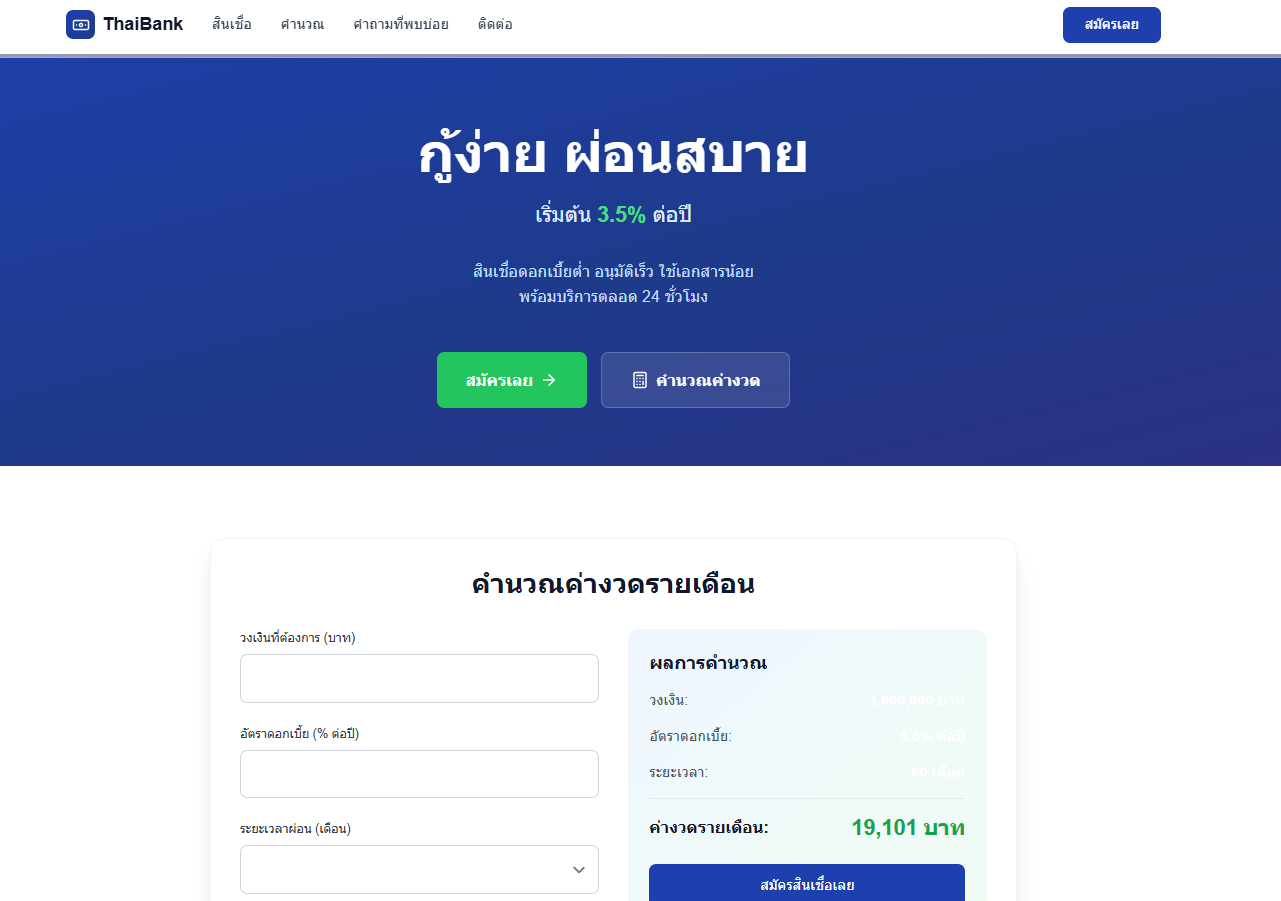 ThaiBank
สินเชื่อ
คำนวณ
คำถามที่พบบ่อย
ติดต่อ
สมัครเลย
กู้ง่าย ผ่อนสบาย
เริ่มต้น 3.5% ต่อปี
สินเชื่อดอกเบี้ยต่ำ อนุมัติเร็ว ใช้เอกสารน้อย
พร้อมบริการตลอด 24 ชั่วโมง
สมัครเลย
คำนวณค่างวด
คำนวณค่างวดรายเดือน
วงเงินที่ต้องการ (บาท)
อัตราดอกเบี้ย (% ต่อปี)
ระยะเวลาผ่อน (เดือน)
ผลการคำนวณ
วงเงิน: 1,000,000 บาท
อัตราดอกเบี้ย: ต่อปี
ระยะเวลา: 60 เดือน
ค่างวดรายเดือน: 19,101 บาท
สมัครสินเชื่อเลย